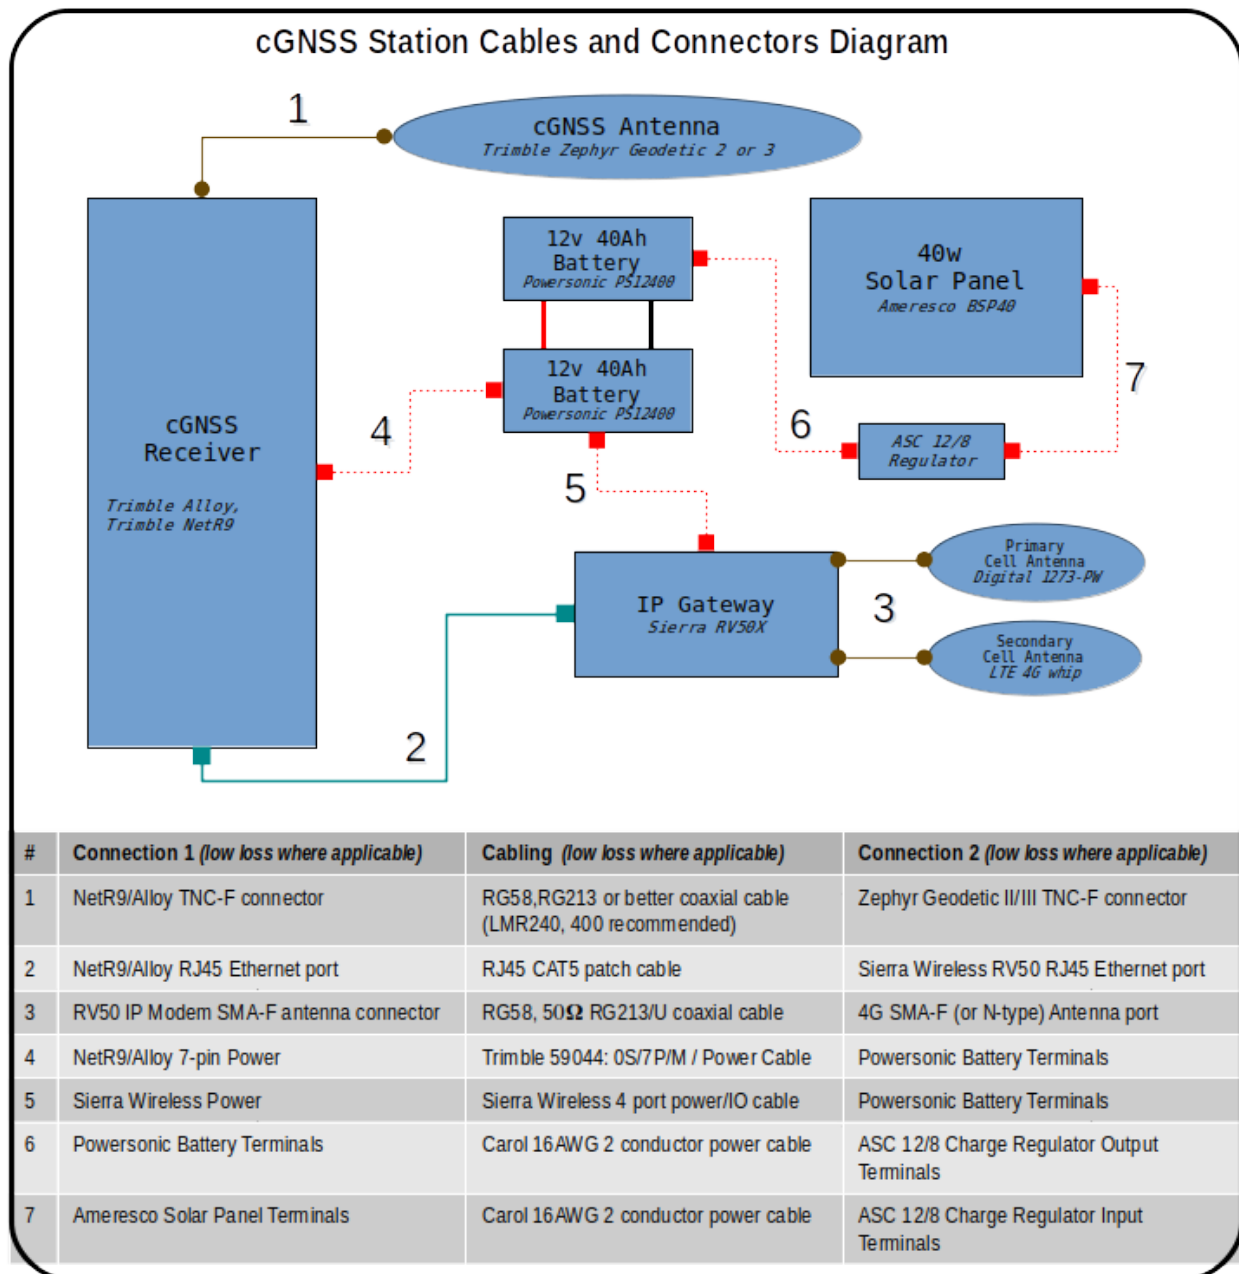 cGNSS Station Cables and Connectors Diagram
1
cGNSS Antenna
Trimble Zephyr Geodetic 2 or 3
12v 40Ah
Battery
Powersonic PS12400
40w
Solar Panel
Ameresco BSP40
12v 40Ah
Battery
Powersonic PS12400
7
4
6
cGNSS
Receiver
Trimble Alloy,
Trimble NetR9
ASC 12/8
Regulator
5
Primary
Cell Antenna
Digital 1273-PW
IP Gateway
Sierra RV50X
3
Secondary
Cell Antenna
LTE 4G whip
2
# Connection 1 (low loss where applicable) Cabling (low loss where applicable) Connection 2 (low loss where applicable)
1 NetR9/Alloy TNC-F connector RG58,RG213 or better coaxial cable Zephyr Geodetic II/III TNC-F connector
(LMR240, 400 recommended)
2 NetR9/Alloy RJ45 Ethernet port RJ45 CAT5 patch cable Sierra Wireless RV50 RJ45 Ethernet port
3 RV50 IP Modem SMA-F antenna connector RG58, 50Ω RG213/U coaxial cable 4G SMA-F (or N-type) Antenna port
4 NetR9/Alloy 7-pin Power Trimble 59044: 0S/7P/M / Power Cable Powersonic Battery Terminals
5 Sierra Wireless Power Sierra Wireless 4 port power/IO cable Powersonic Battery Terminals
6 Powersonic Battery Terminals Carol 16AWG 2 conductor power cable ASC 12/8 Charge Regulator Output
Terminals
7 Ameresco Solar Panel Terminals Carol 16AWG 2 conductor power cable ASC 12/8 Charge Regulator Input
Terminals